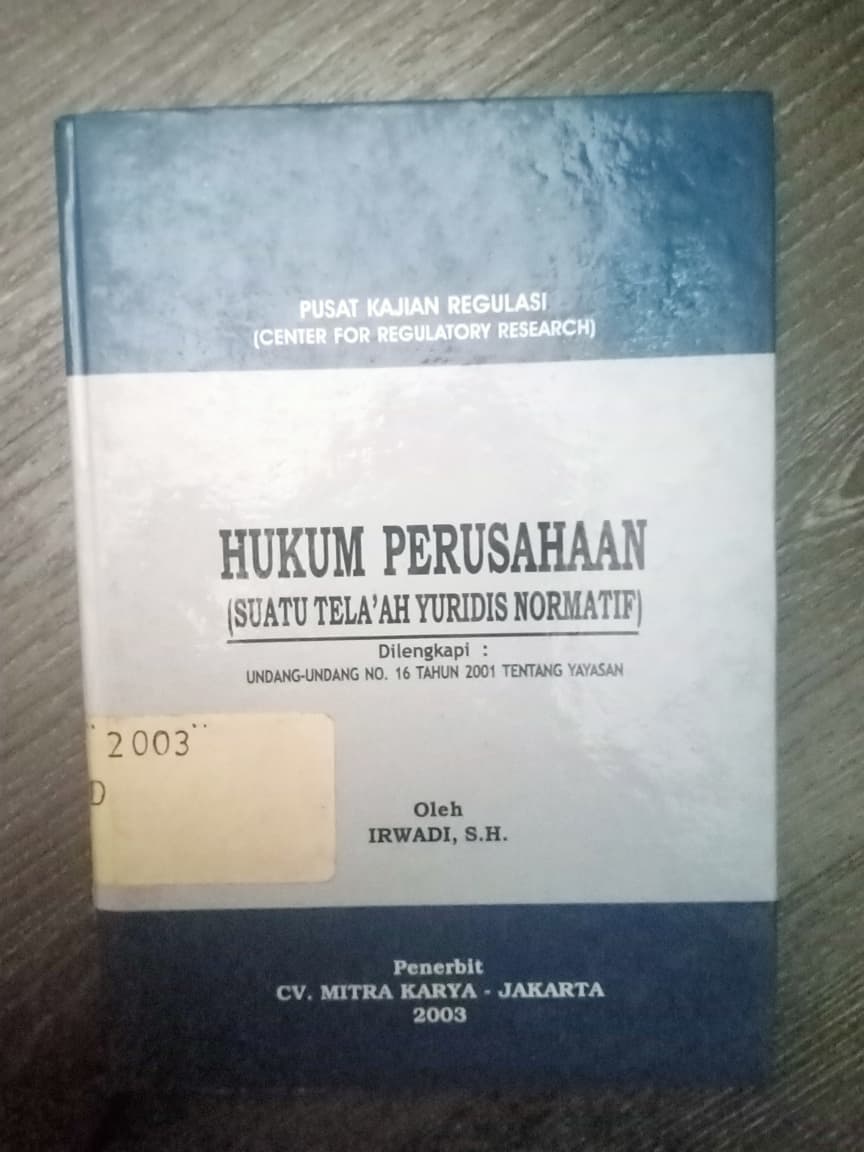 PUSAT KAJIAN REGULASI
(CENTER FOR REGULATORY RESEARCH)
HUKUM PERUSAHAAN
(SUATU TELA'AH YURIDIS NORMATIF)
Dilengkapi :
UNDANG-UNDANG NO. 16 TAHUN 2001 TENTANG YAYASAN
"2003"
D
Oleh
IRWADI, S.H.
Penerbit
CV. MITRA KARYA - JAKARTA
2003